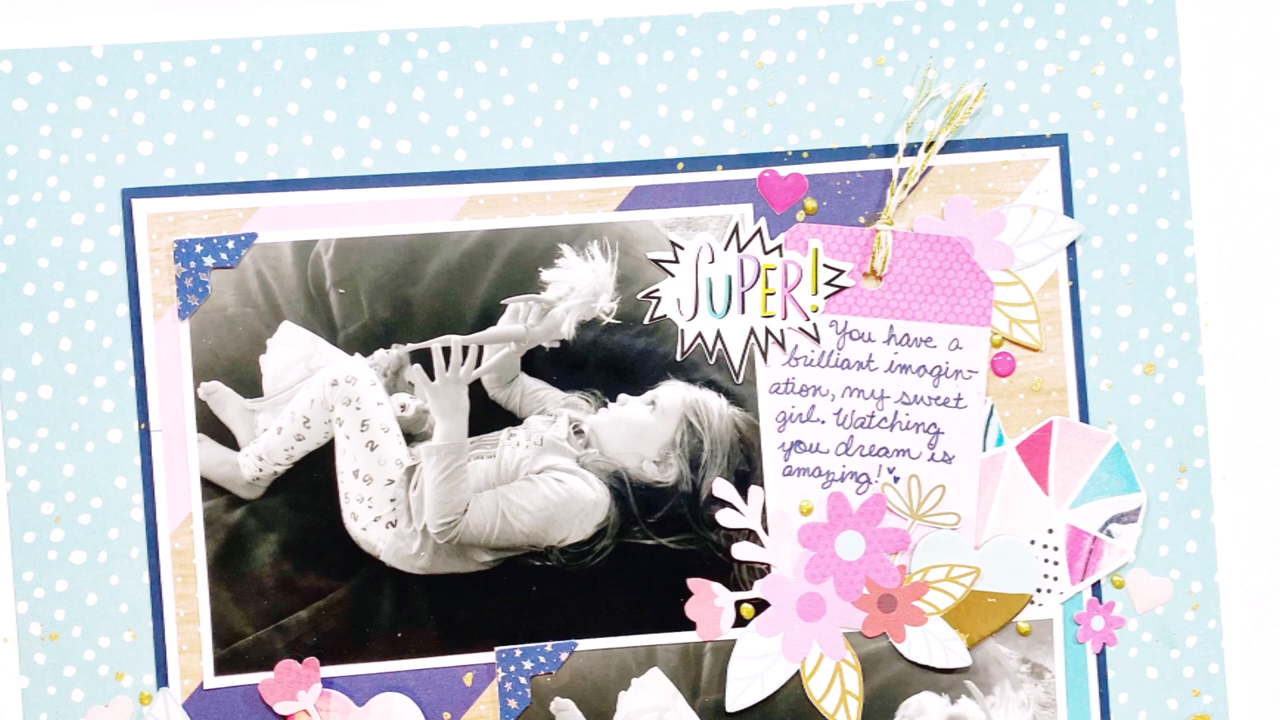 SUPER!
You have a
brilliant imagin-
ation, my sweet
girl. Watching
you dream is
amazing!